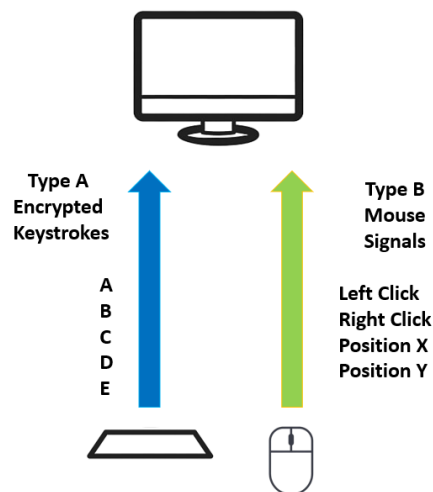 Type A
Encrypted
Keystrokes
A
B
C
D
E
Type B
Mouse
Signals
Left Click
Right Click
Position X
Position Y